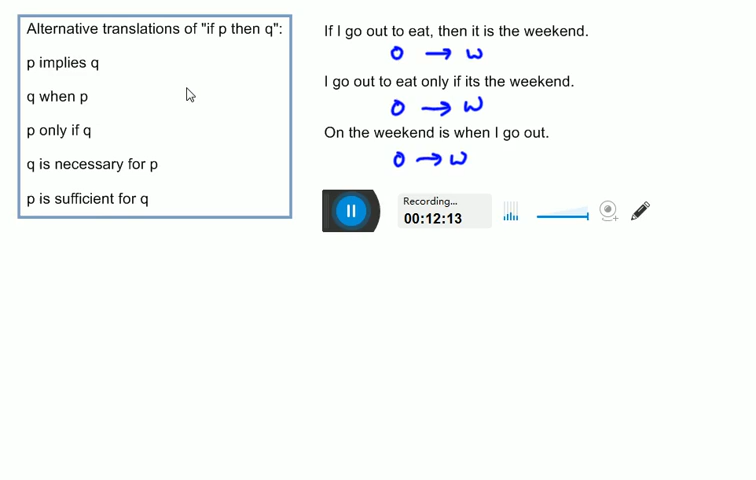 Alternative translations of "if p then q":
p implies q
q when p
p only if q
q is necessary for p
p is sufficient for q
If I go out to eat, then it is the weekend.
O → W
I go out to eat only if its the weekend.
O → W
On the weekend is when I go out.
O → W
Recording...
00:12:13